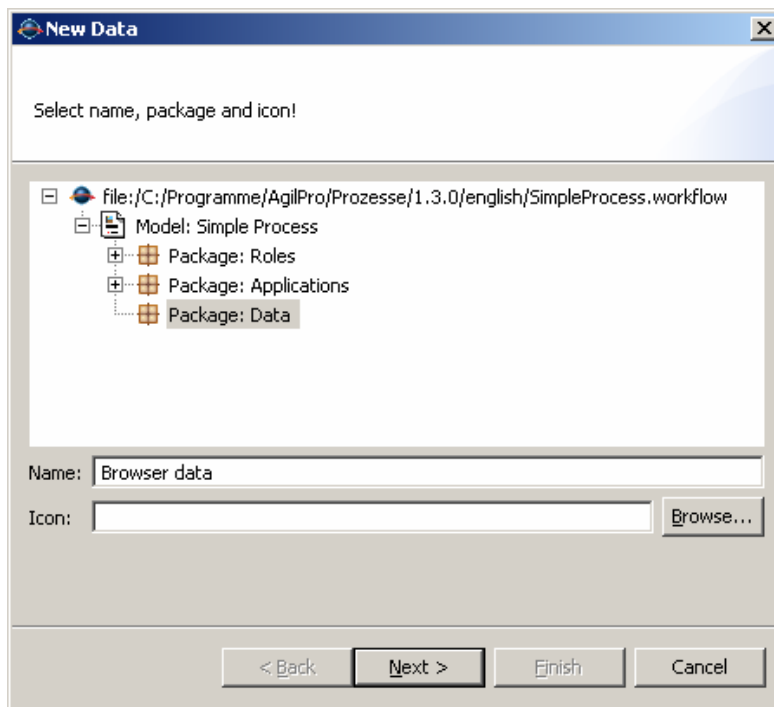 New Data
Select name, package and icon!
file:/C:/Programme/AgilPro/Prozesse/1.3.0/english/SimpleProcess.workflow
Model: Simple Process
Package: Roles
Package: Applications
Package: Data
Name: Browser data
Icon: Browse...
< Back Next > Finish Cancel